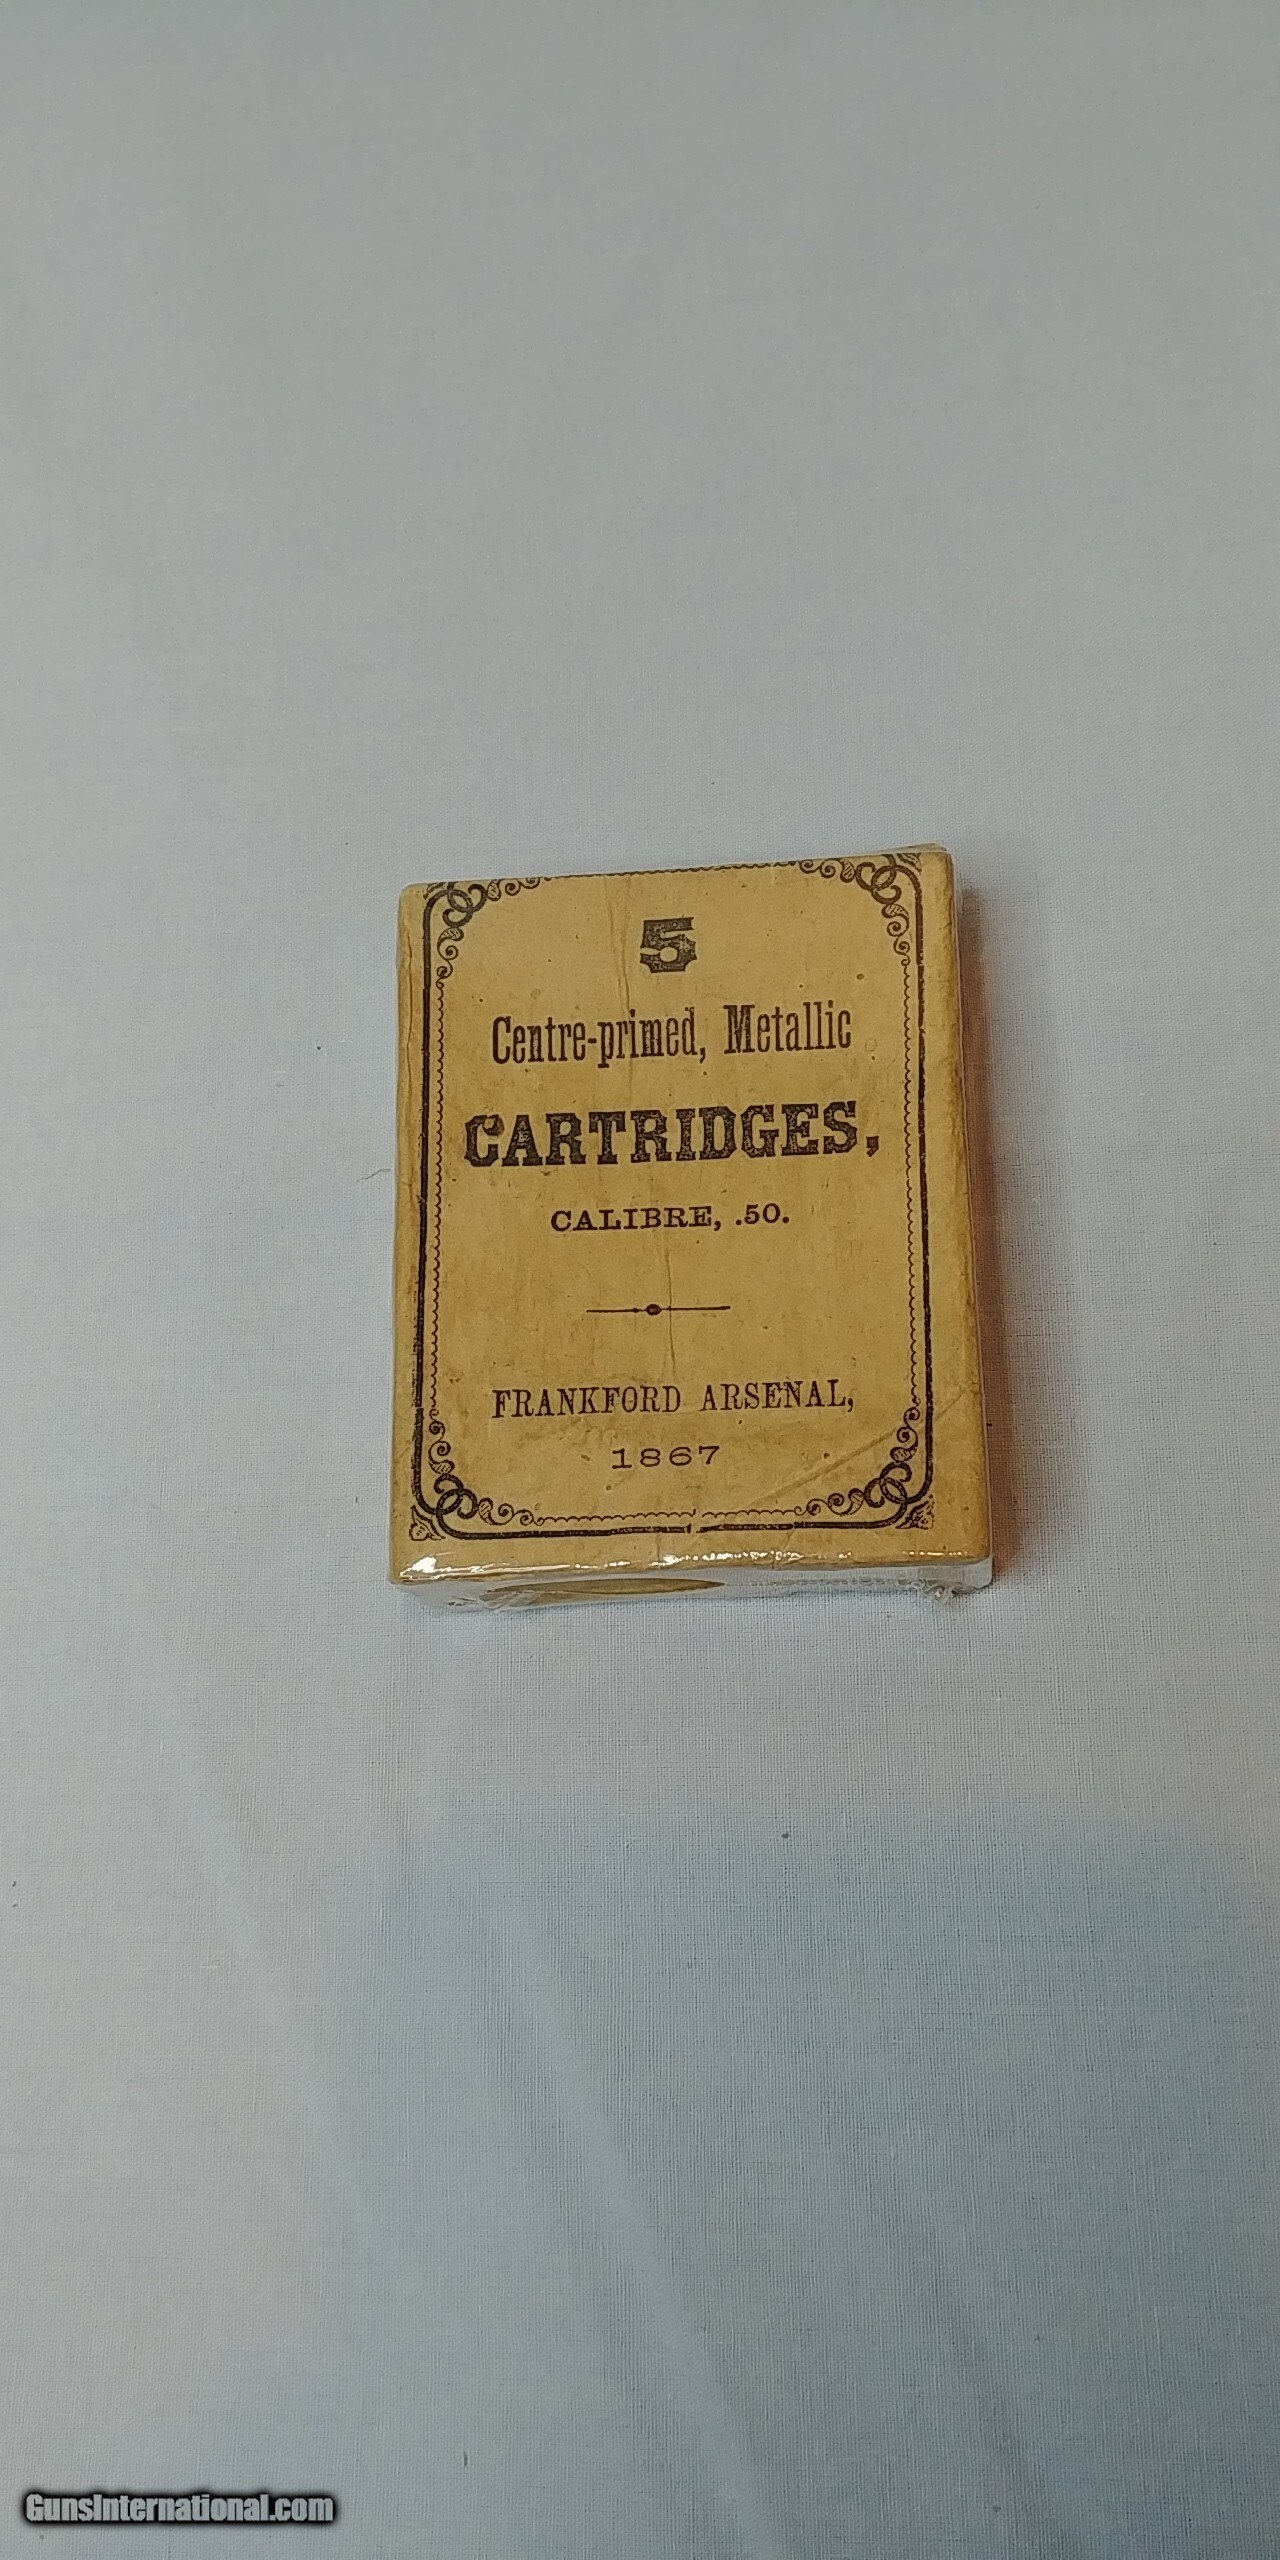 5
Centre-primed, Metallic
CARTRIDGES,
CALIBRE, .50.
FRANKFORD ARSENAL,
1867
GunsInternational.com